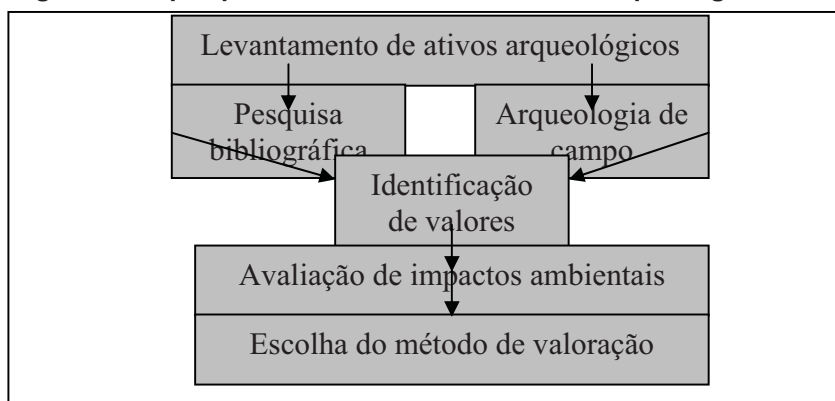 Levantamento de ativos arqueológicos
Pesquisa
bibliográfica
Arqueologia de
campo
Identificação
de valores
Avaliação de impactos ambientais
Escolha do método de valoração